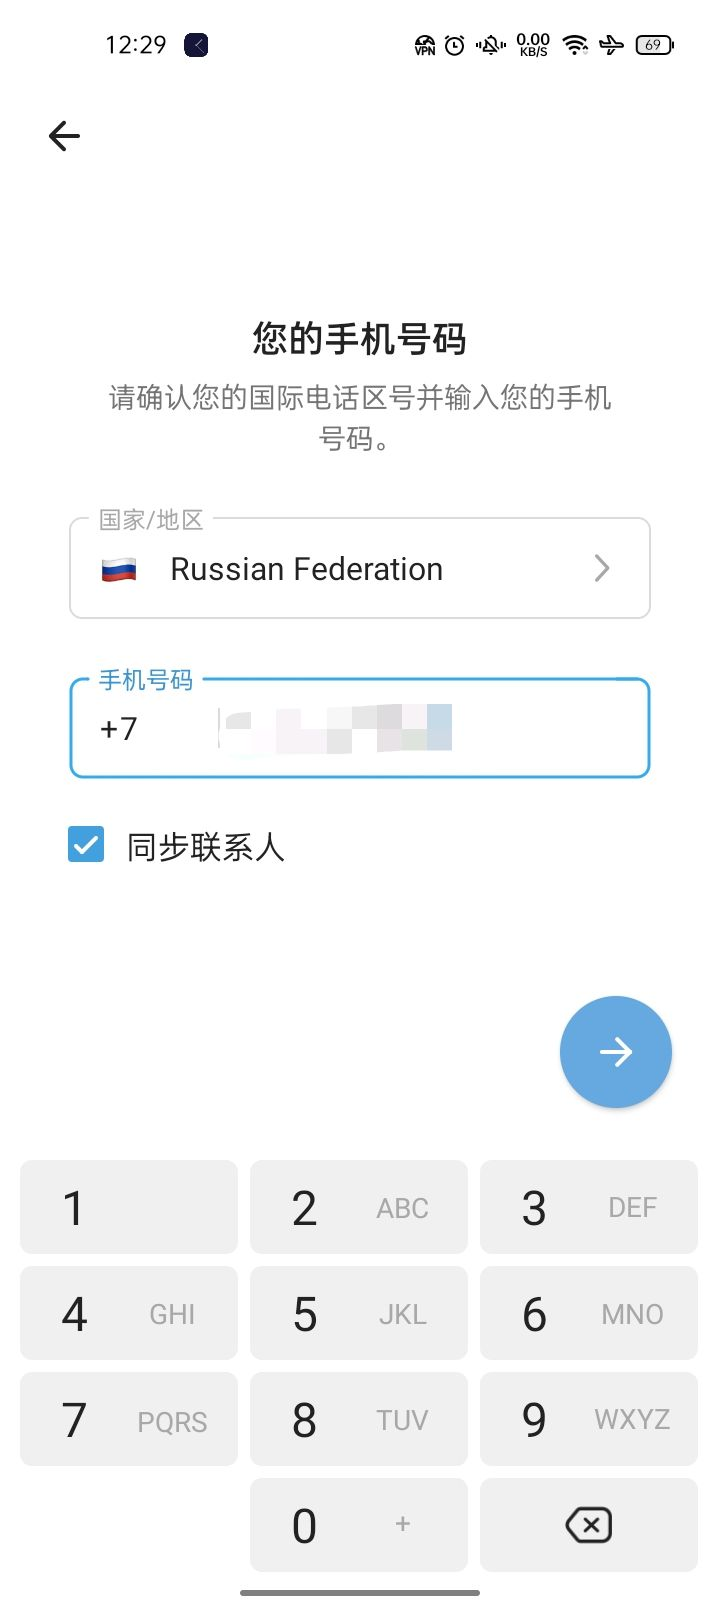 12:29
VPN
0.00
KB/S
69
您的手机号码
请确认您的国际电话区号并输入您的手机
号码。
国家/地区
Russian Federation
手机号码
+7
同步联系人
1
2 ABC
3 DEF
4 GHI
5 JKL
6 MNO
7 PQRS
8 TUV
9 WXYZ
0 +